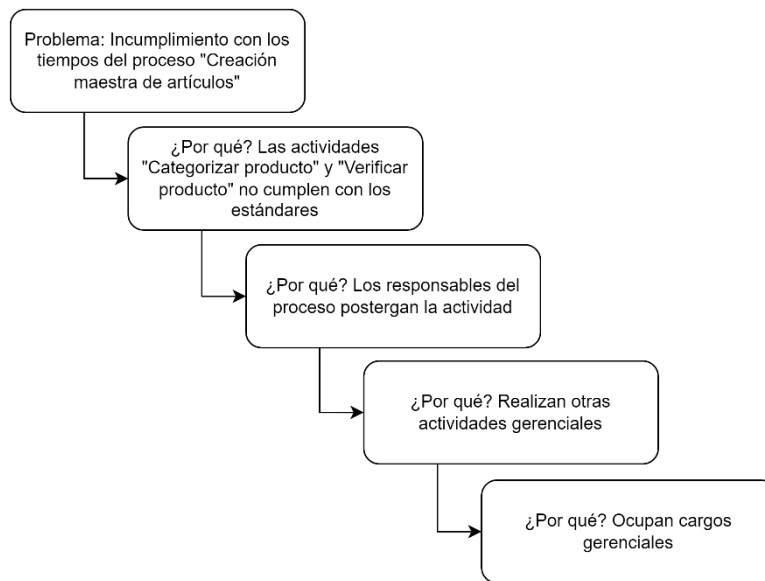 Problema: Incumplimiento con los
tiempos del proceso "Creación
maestra de artículos"
¿Por qué? Las actividades
"Categorizar producto" y "Verificar
producto" no cumplen con los
estándares
¿Por qué? Los responsables del
proceso postergan la actividad
¿Por qué? Realizan otras
actividades gerenciales
¿Por qué? Ocupan cargos
gerenciales